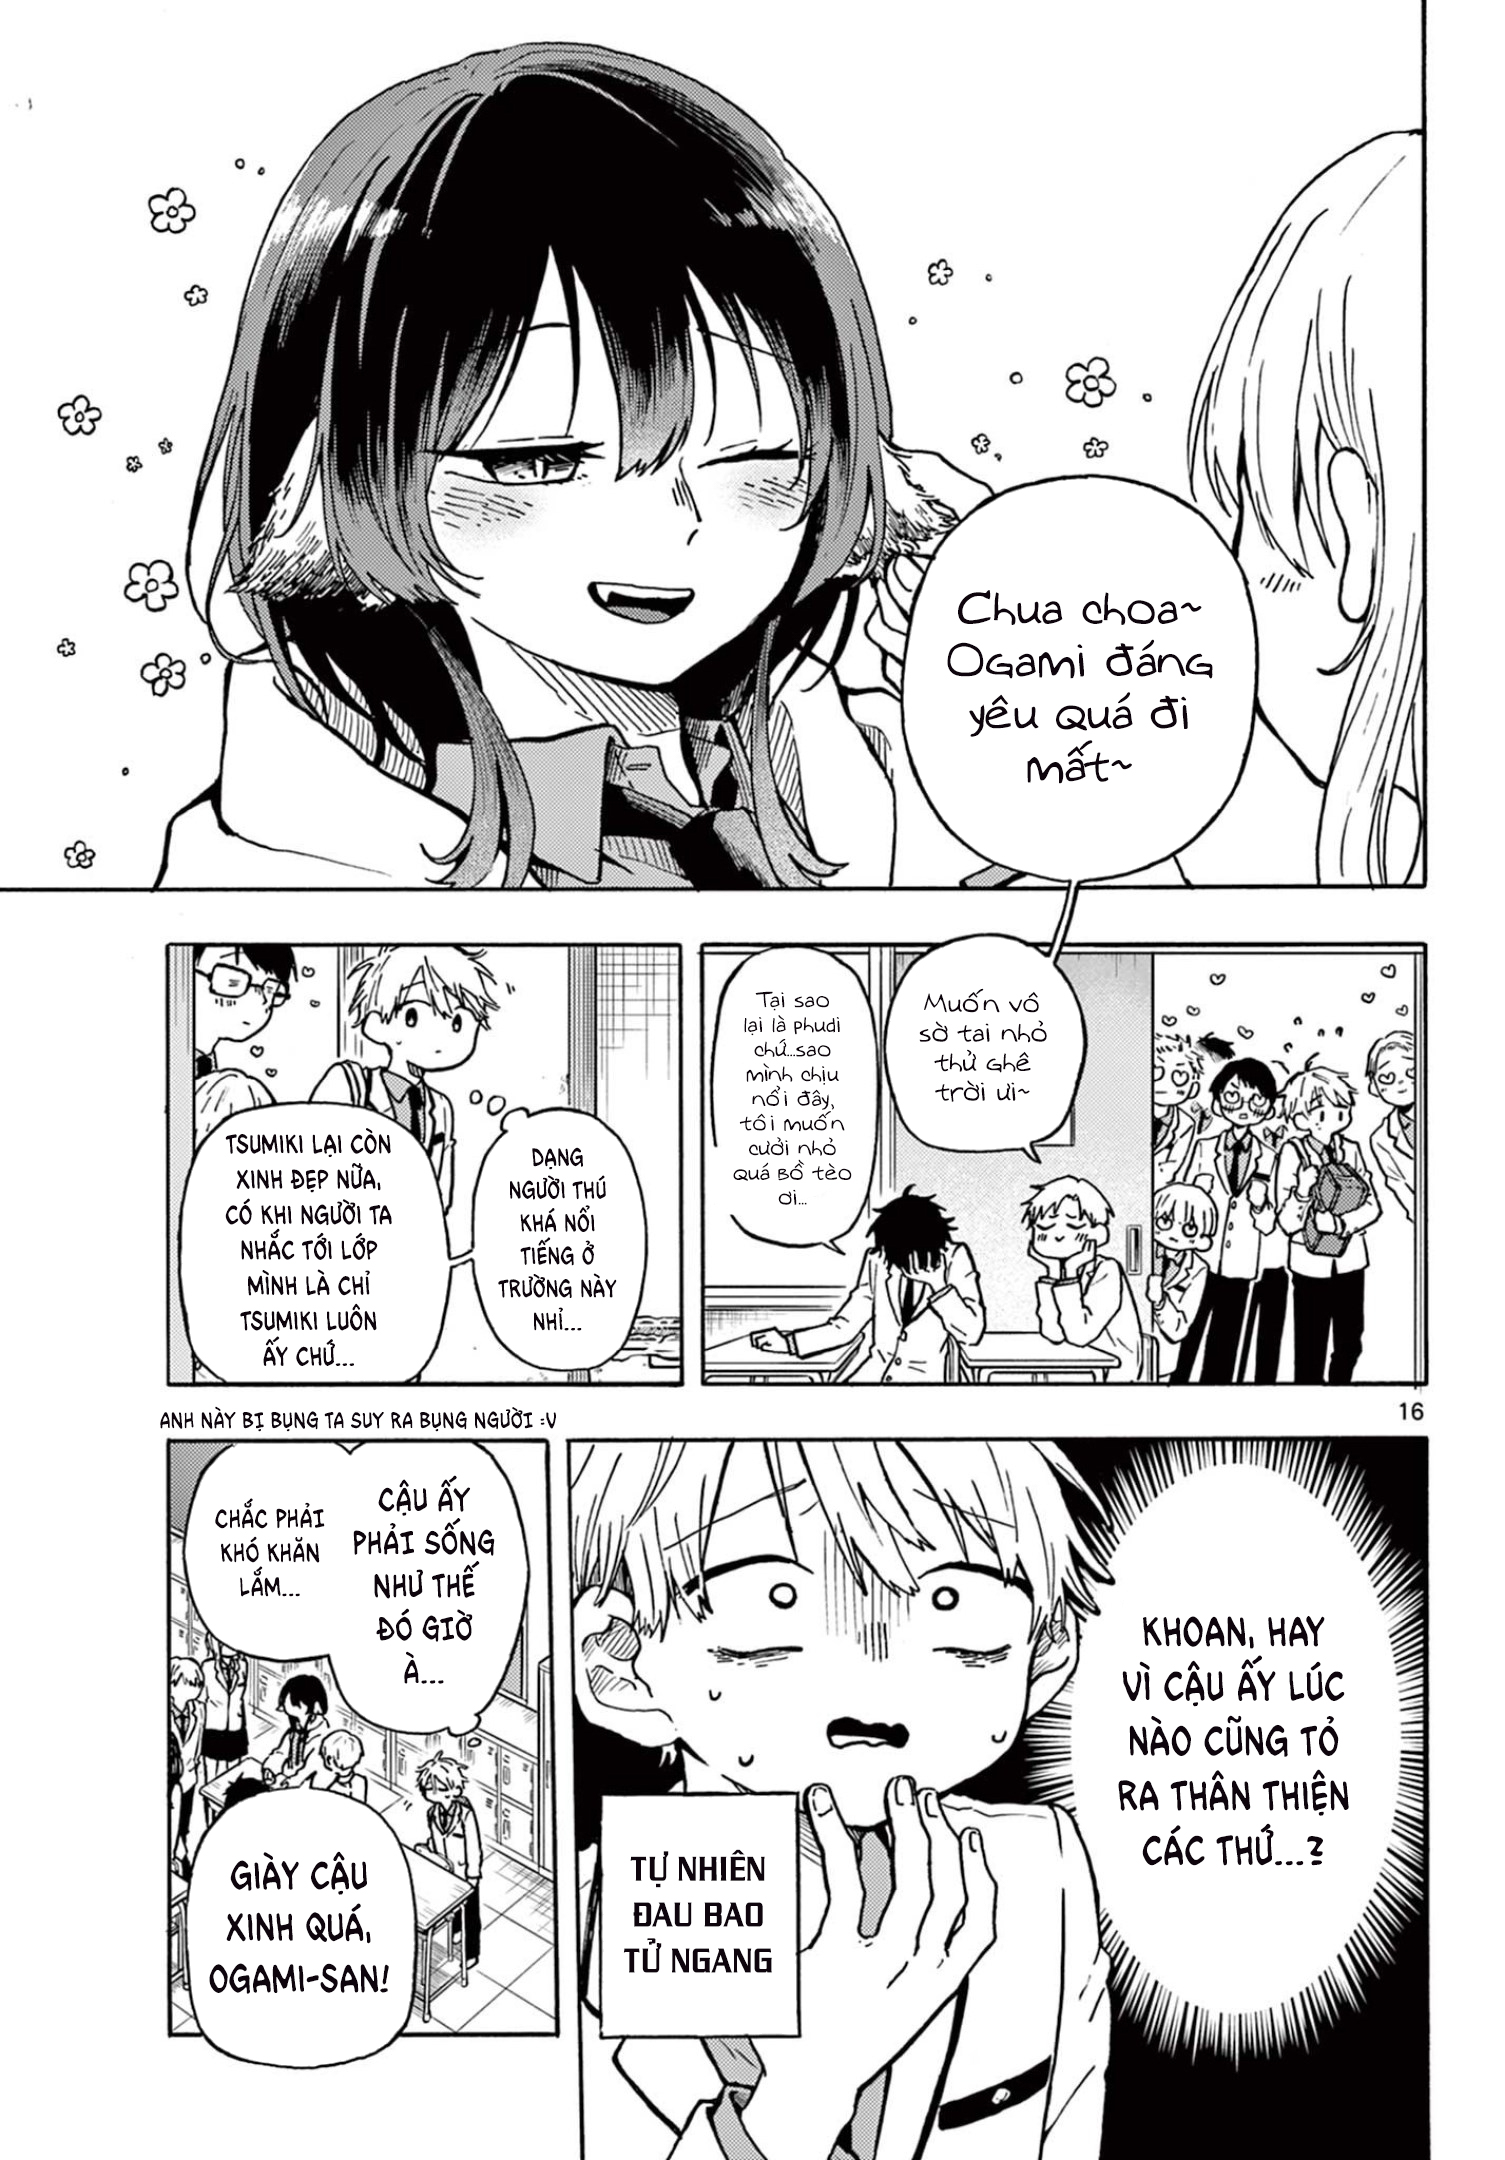 Chua choa~
Ogami đáng
yêu quá đi
mất~
Muốn vô
sờ tai nhỏ
thử ghê
trời ưi~
Tại sao
lại là phudi
chứ...sao
mình chịu
nổi đây,
tôi muốn
cưởi nhỏ
quá bồ tèo
ơi...
DẠNG
NGƯỜI THÚ
KHÁ NỔI
TIẾNG Ở
TRƯỜNG NÀY
NHỈ...
TSUMIKI LẠI CÒN
XINH ĐẸP NỮA,
CÓ KHI NGƯỜI TA
NHẮC TỚI LỚP
MÌNH LÀ CHỈ
TSUMIKI LUÔN
ẤY CHỨ...
16
ANH NÀY BỊ BỤNG TA SUY RA BỤNG NGƯỜI :V
KHOAN, HAY
VÌ CẬU ẤY LÚC
NÀO CŨNG TỎ
RA THÂN THIỆN
CÁC THỨ...?
TỰ NHIÊN
ĐAU BAO
TỬ NGANG
CẬU ẤY
PHẢI SỐNG
NHƯ THẾ
ĐÓ GIỜ
À...
CHẮC PHẢI
KHÓ KHĂN
LẮM...
GIÀY CẬU
XINH QUÁ,
OGAMI-SAN!